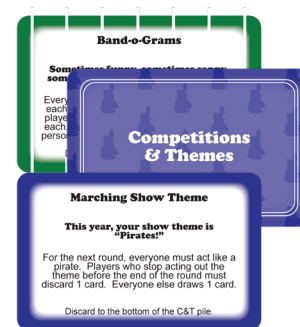 Band-o-Grams
Sometimes funny, sometimes sappy,
som
Every
each
playe
each.
person
Competitions
& Themes
Marching Show Theme
This year, your show theme is
“Pirates!”
For the next round, everyone must act like a
pirate. Players who stop acting out the
theme before the end of the round must
discard 1 card. Everyone else draws 1 card.
Discard to the bottom of the C&T pile.